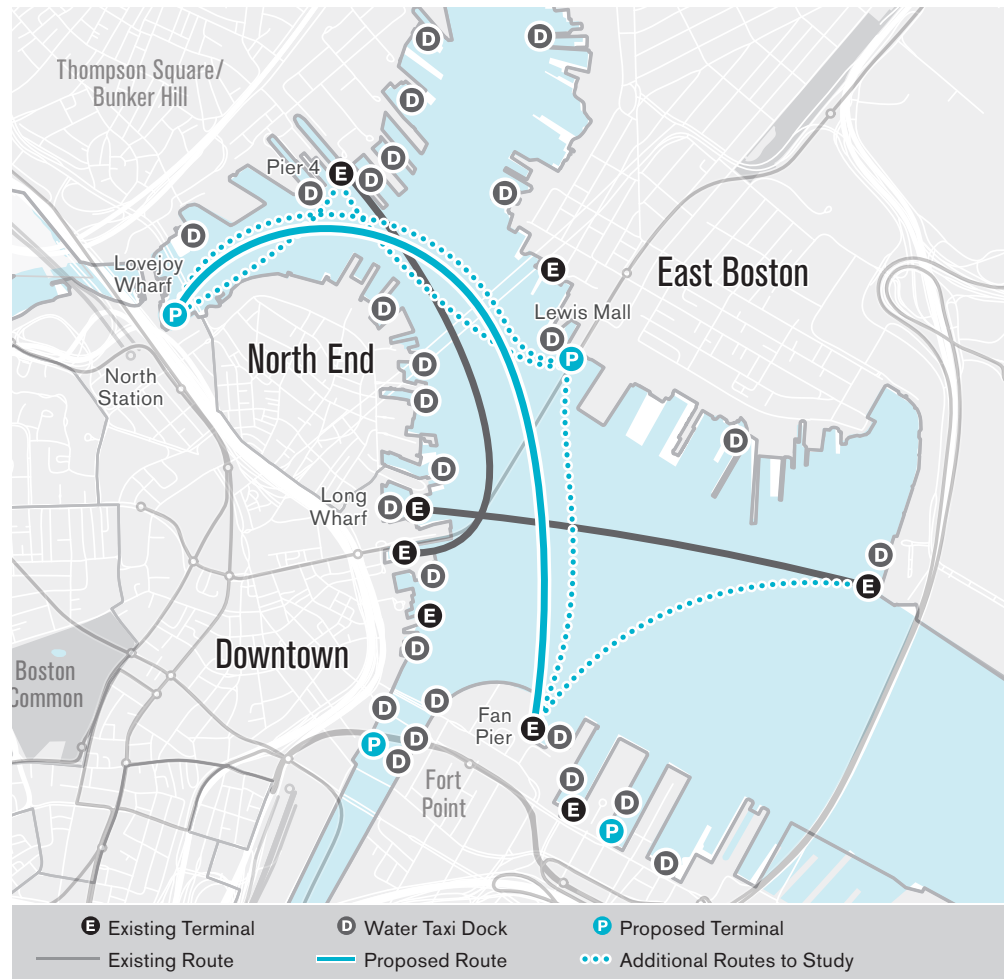 D
D
Thompson Square/
Bunker Hill
D
D
Pier 4
E
D
D
D
D
Lovejoy
Wharf
P
E
East Boston
Lewis Mall
D
P
D
North End
D
North
Station
D
D
D
Long
Wharf
D
E
E
D
D
E
E
D
Downtown
Boston
Common
D
D
Fan
Pier
E
D
P
D
D
Fort
Point
D
E
D
P
D
E Existing Terminal
D Water Taxi Dock
P Proposed Terminal
Existing Route
Proposed Route
Additional Routes to Study